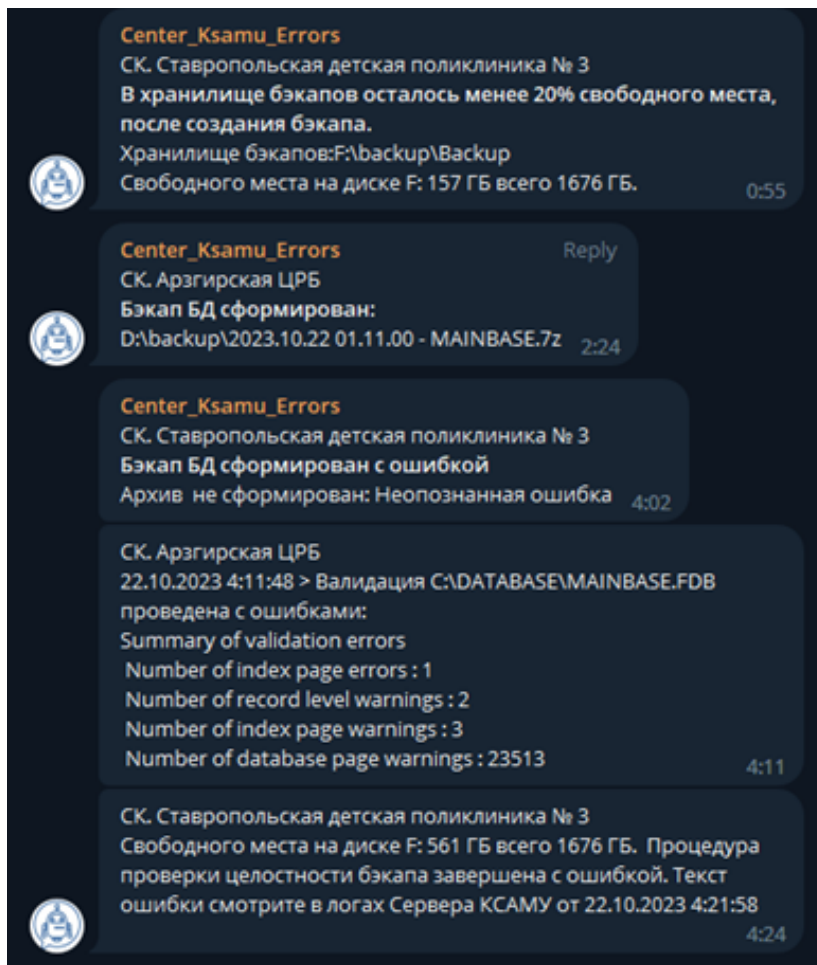 Center_Ksamu_Errors
СК. Ставропольская детская поликлиника № 3
В хранилище бэкапов осталось менее 20% свободного места,
после создания бэкапа.
Хранилище бэкапов:F:\backup\Backup
Свободного места на диске F: 157 ГБ всего 1676 ГБ.
0:55
Center_Ksamu_Errors
Reply
СК. Арзгирская ЦРБ
Бэкап БД сформирован:
D:\backup\2023.10.22 01.11.00 - MAINBASE.7z
2:24
Center_Ksamu_Errors
СК. Ставропольская детская поликлиника № 3
Бэкап БД сформирован с ошибкой
Архив  не сформирован: Неопознанная ошибка
4:02
СК. Арзгирская ЦРБ
22.10.2023 4:11:48 > Валидация C:\DATABASE\MAINBASE.FDB
проведена с ошибками:
Summary of validation errors
Number of index page errors : 1
Number of record level warnings : 2
Number of index page warnings : 3
Number of database page warnings : 23513
4:11
СК. Ставропольская детская поликлиника № 3
Свободного места на диске F: 561 ГБ всего 1676 ГБ.  Процедура
проверки целостности бэкапа завершена с ошибкой. Текст
ошибки смотрите в логах Сервера КСАМУ от 22.10.2023 4:21:58
4:24